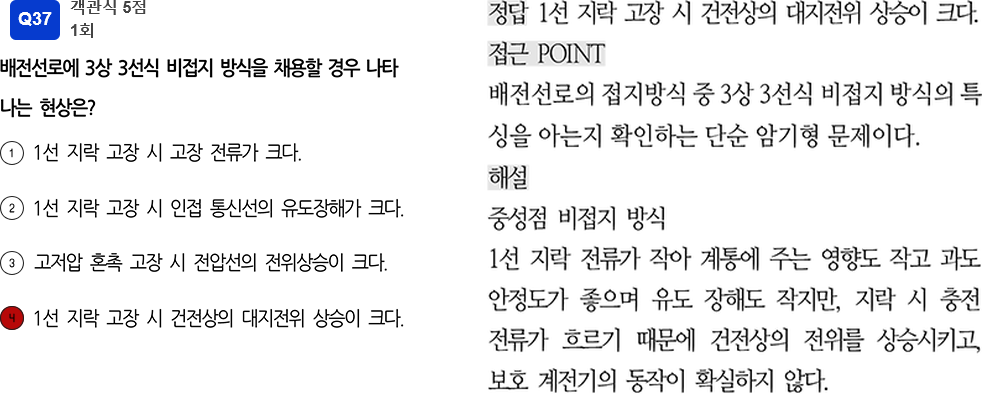 Q37 객관식 5점
1회
배전선로에 3상 3선식 비접지 방식을 채용할 경우 나타
나는 현상은?
① 1선 지락 고장 시 고장 전류가 크다.
② 1선 지락 고장 시 인접 통신선의 유도장해가 크다.
③ 고저압 혼촉 고장 시 전압선의 전위상승이 크다.
④ 1선 지락 고장 시 건전상의 대지전위 상승이 크다.
정답 1선 지락 고장 시 건전상의 대지전위 상승이 크다.
접근 POINT
배전선로의 접지방식 중 3상 3선식 비접지 방식의 특
싱을 아는지 확인하는 단순 암기형 문제이다.
해설
중성점 비접지 방식
1선 지락 전류가 작아 계통에 주는 영향도 작고 과도
안정도가 좋으며 유도 장해도 작지만, 지락 시 충전
전류가 흐르기 때문에 건전상의 전위를 상승시키고,
보호 계전기의 동작이 확실하지 않다.